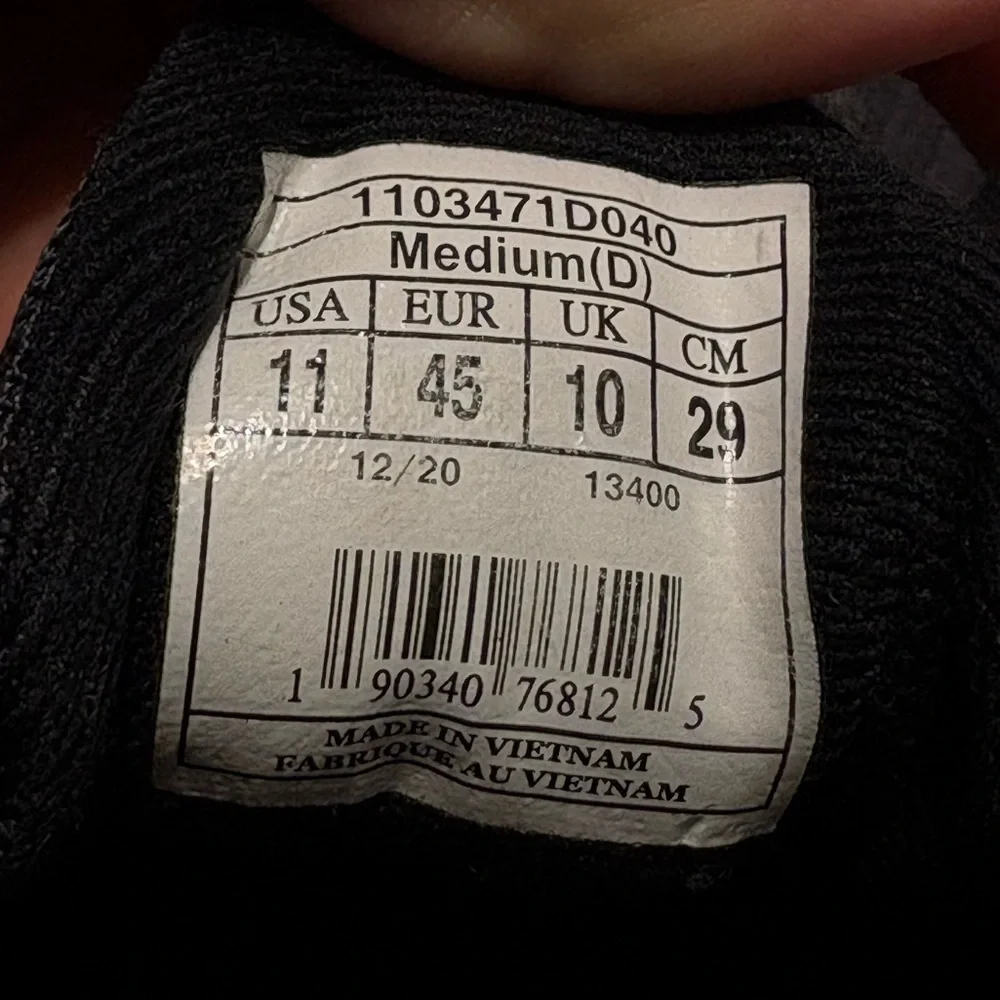 1103471D040
Medium(D)
USA EUR UK CM
11 45 10 29
12/20 13400
1 90340 76812 5
MADE IN VIETNAM
FABRIQUE AU VIETNAM